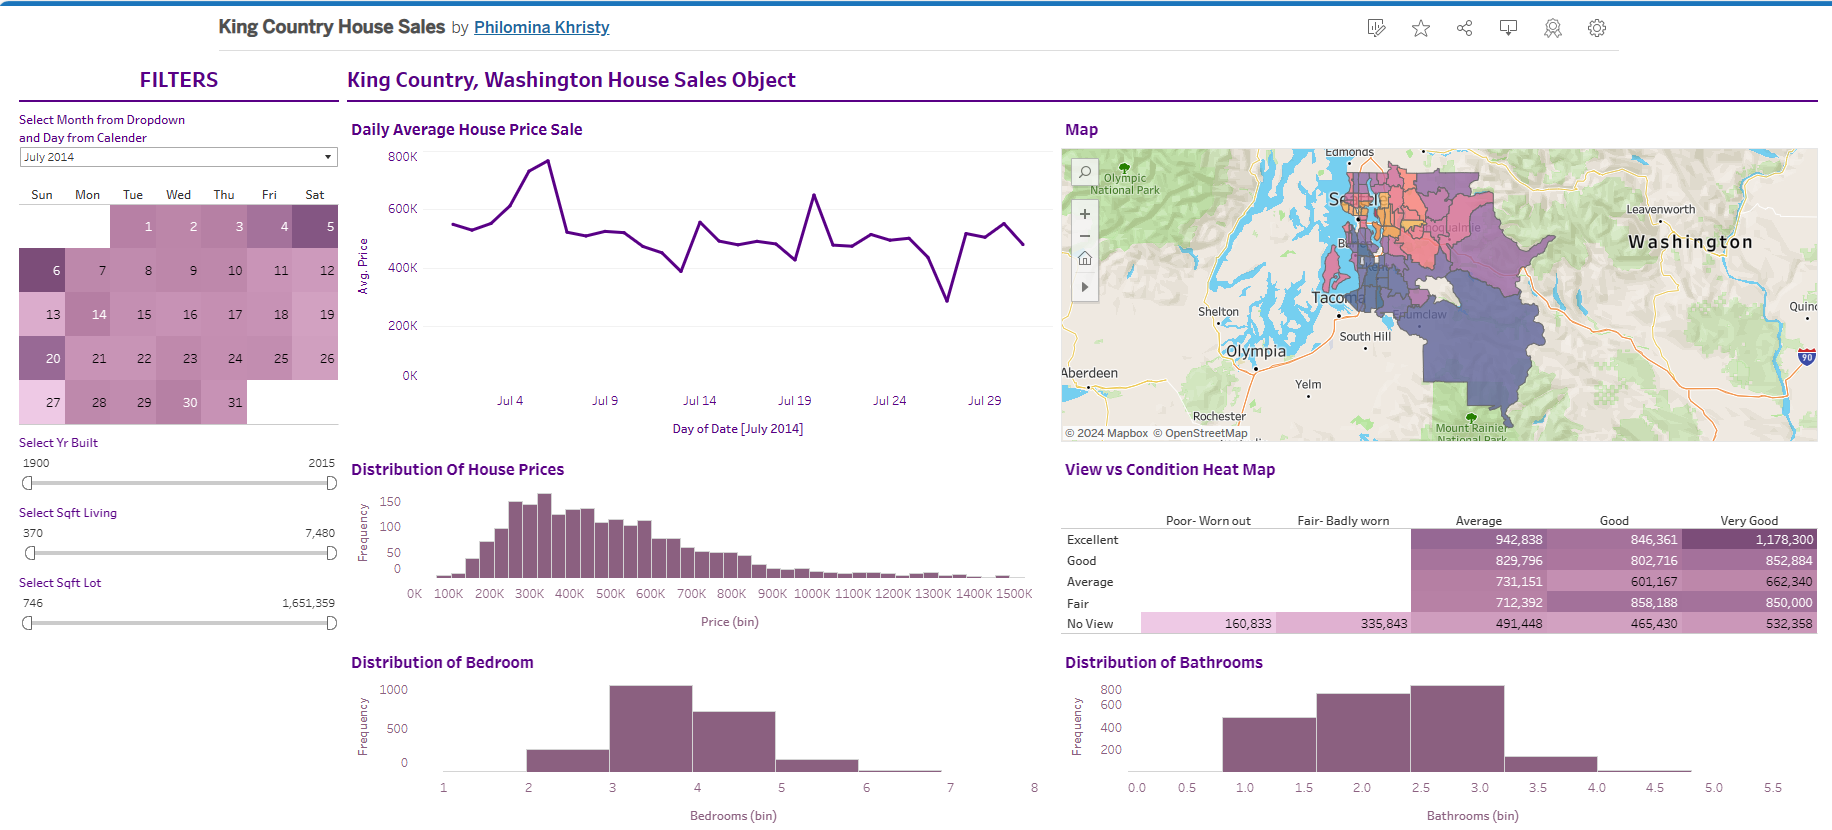 King Country House Sales by Philomina Khristy
FILTERS
King Country, Washington House Sales Object
Select Month from Dropdown
and Day from Calender
July 2014
Sun Mon Tue Wed Thu Fri Sat
1 2 3 4 5
6 7 8 9 10 11 12
13 14 15 16 17 18 19
20 21 22 23 24 25 26
27 28 29 30 31
Select Yr Built
1900 2015
Select Sqft Living
370 7,480
Select Sqft Lot
746 1,651,359
Daily Average House Price Sale
Avg. Price
800K
600K
400K
200K
0K
Jul 4 Jul 9 Jul 14 Jul 19 Jul 24 Jul 29
Day of Date [July 2014]
Map
Edmonds
Olympic
National Park
Leavenworth
Washington
Tacoma
Enumclaw
Shelton
South Hill
Olympia
Aberdeen
Yelm
Rochester
90
Mount Rainier
National Park
© 2024 Mapbox © OpenStreetMap
Distribution Of House Prices
Frequency
150
100
50
0
0K 100K 200K 300K 400K 500K 600K 700K 800K 900K 1000K 1100K 1200K 1300K 1400K 1500K
Price (bin)
View vs Condition Heat Map
Poor- Worn out Fair- Badly worn Average Good Very Good
Excellent 942,838 846,361 1,178,300
Good 829,796 802,716 852,884
Average 731,151 601,167 662,340
Fair 712,392 858,188 850,000
No View 160,833 335,843 491,448 465,430 532,358
Distribution of Bedroom
Frequency
1000
500
0
1 2 3 4 5 6 7 8
Bedrooms (bin)
Distribution of Bathrooms
Frequency
800
600
400
200
0.0 0.5 1.0 1.5 2.0 2.5 3.0 3.5 4.0 4.5 5.0 5.5
Bathrooms (bin)